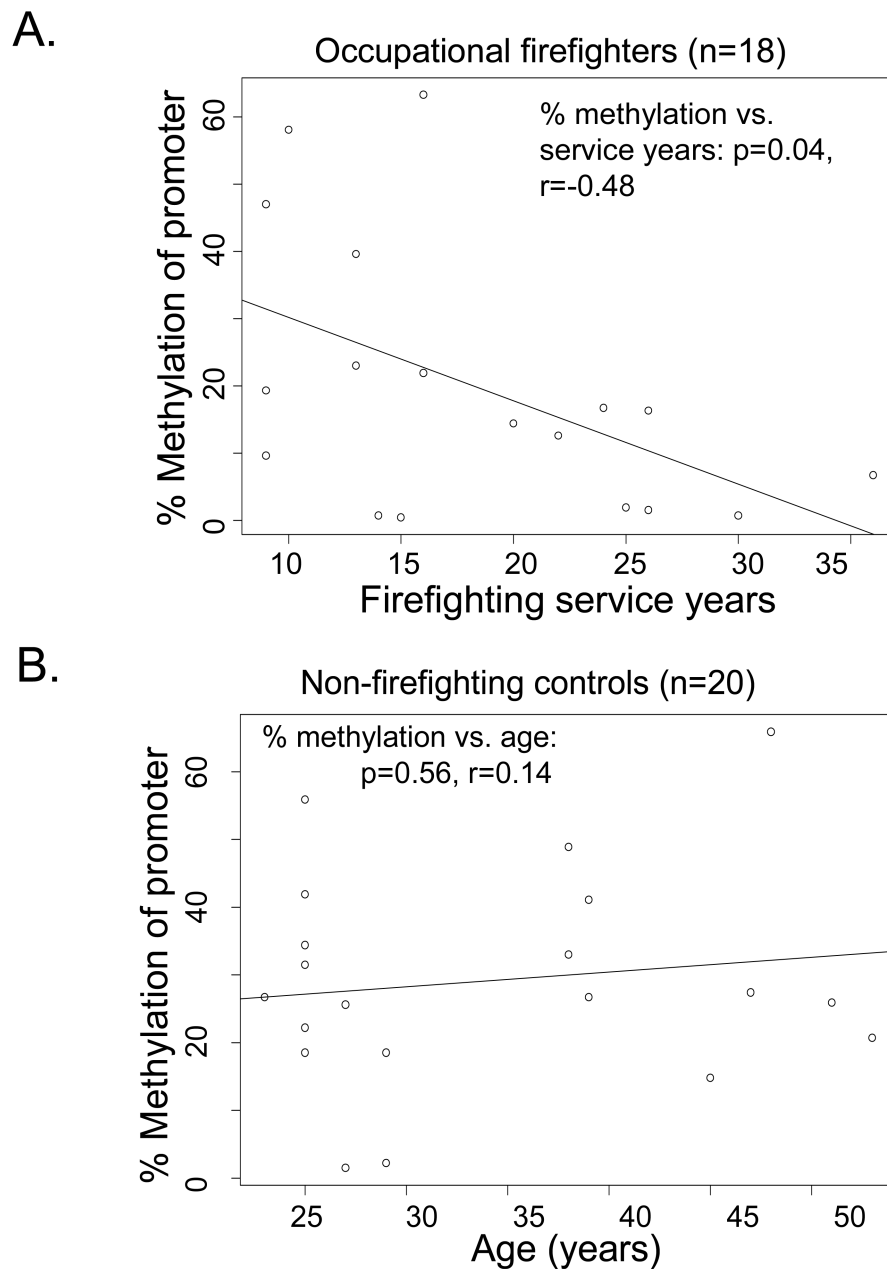 A.
Occupational firefighters (n=18)
% methylation vs.
service years: p=0.04,
r=-0.48
% Methylation of promoter
60
40
20
0
10 15 20 25 30 35
Firefighting service years
B.
Non-firefighting controls (n=20)
% methylation vs. age:
p=0.56, r=0.14
% Methylation of promoter
60
40
20
0
25 30 35 40 45 50
Age (years)